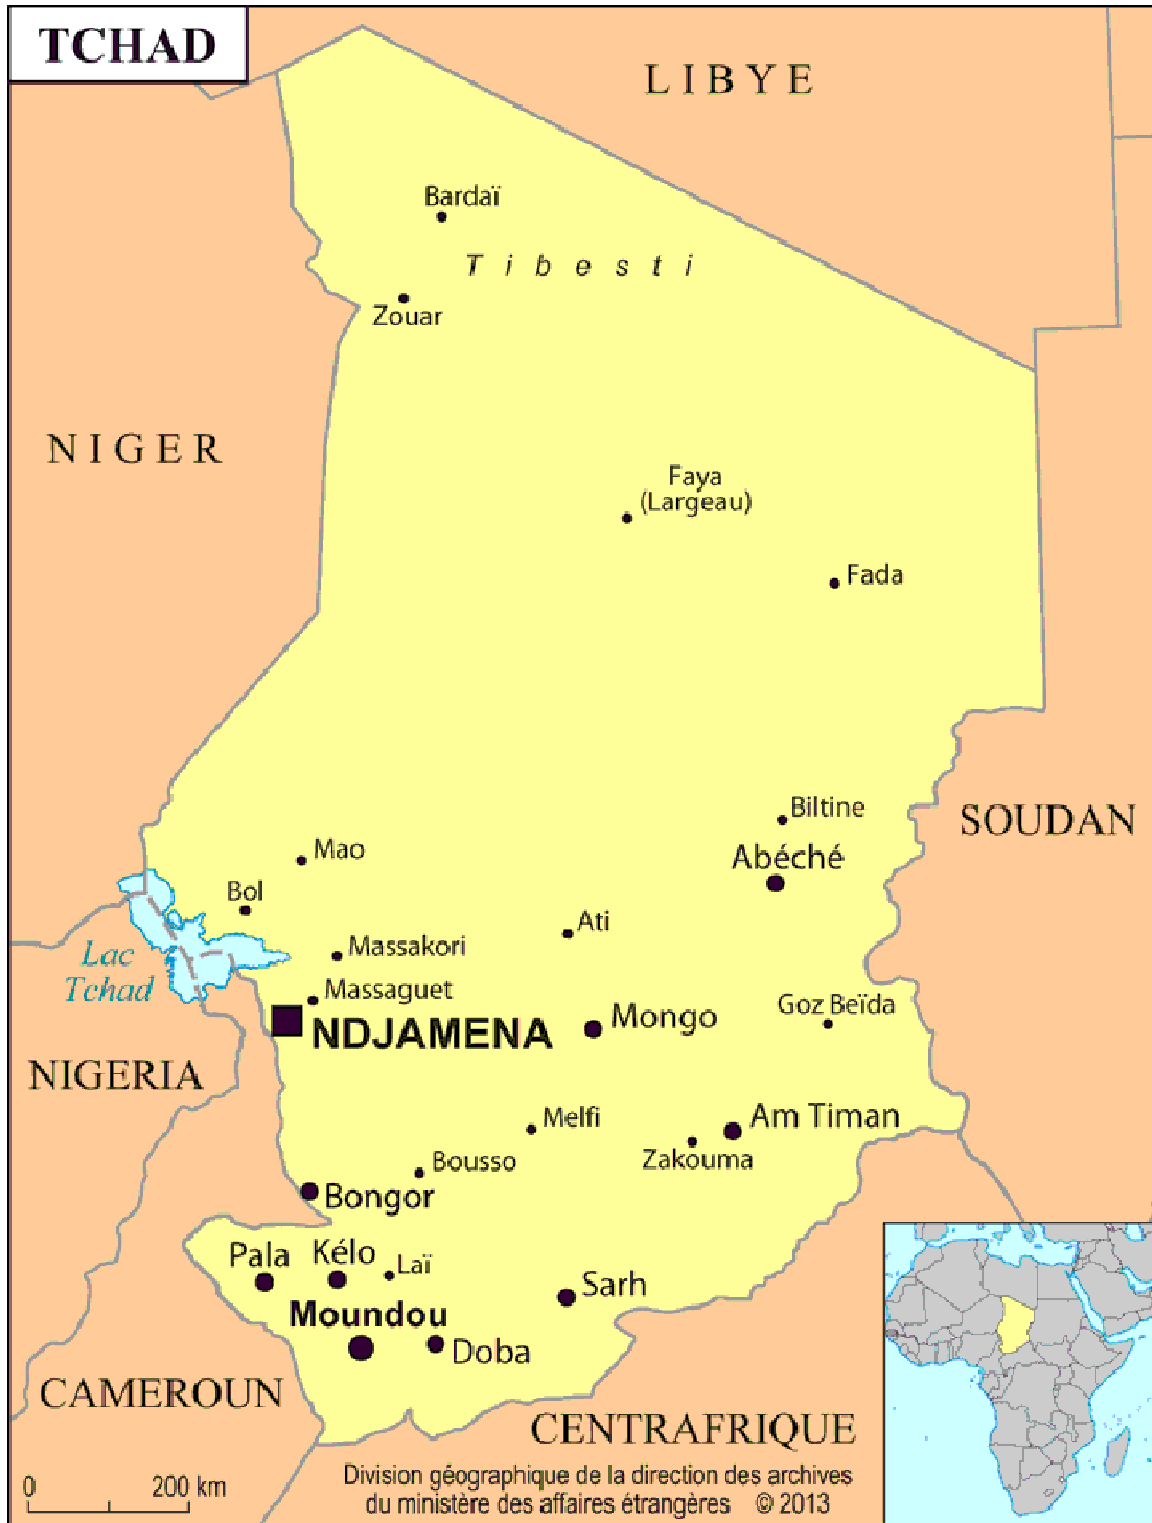 TCHAD
LIBYE
Bardaï
Tibesti
Zouar
NIGER
Faya
(Largeau)
Fada
Biltine
SOUDAN
Mao
Abéché
Bol
Ati
Massakori
Lac
Tchad
Massaguet
Goz Beïda
Mongo
NDJAMENA
NIGERIA
Melfi
Am Timan
Zakouma
Bousso
Bongor
Kélo
Pala
Laï
Sarh
Moundou
Doba
CAMEROUN
CENTRAFRIQUE
0 200 km
Division géographique de la direction des archives
du ministère des affaires étrangères © 2013